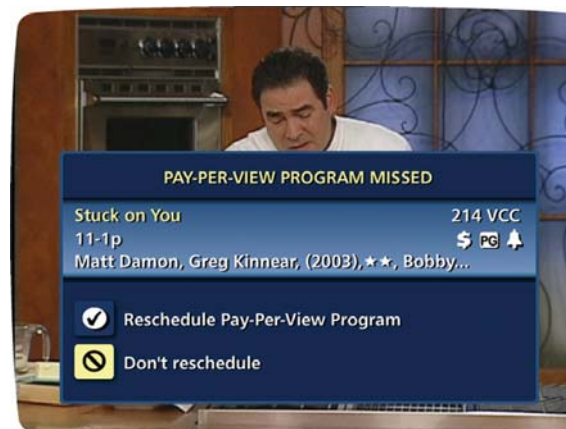 PAY-PER-VIEW PROGRAM MISSED
Stuck on You 214 VCC
11-1p $ PG
Matt Damon, Greg Kinnear, (2003),★★, Bobby...
Reschedule Pay-Per-View Program
Don't reschedule